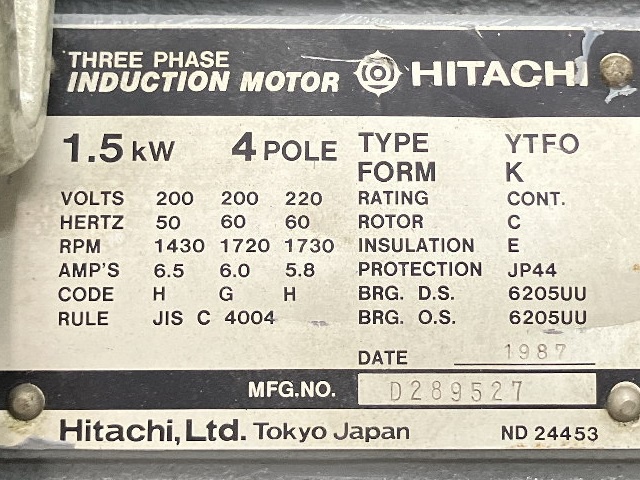 THREE PHASE
INDUCTION MOTOR HITACHI
1.5 kW 4 POLE
VOLTS 200 200 220
HERTZ 50 60 60
RPM 1430 1720 1730
AMP'S 6.5 6.0 5.8
CODE H G H
RULE JIS C 4004
TYPE YTFO
FORM K
RATING CONT.
ROTOR C
INSULATION E
PROTECTION JP44
BRG. D.S. 6205UU
BRG. O.S. 6205UU
DATE 1987
MFG.NO. D289527
Hitachi, Ltd. Tokyo Japan ND 24453